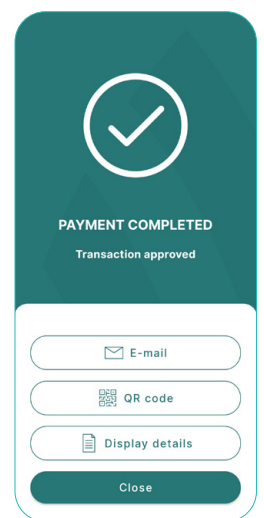 PAYMENT COMPLETED
Transaction approved
E-mail
QR code
Display details
Close